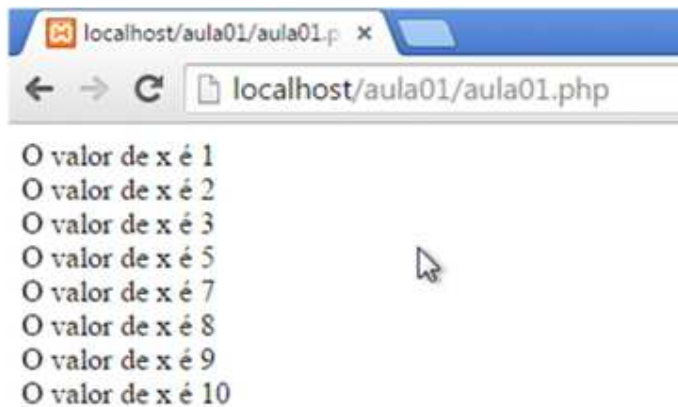 localhost/aula01/aula01.p
localhost/aula01/aula01.php
O valor de x é 1
O valor de x é 2
O valor de x é 3
O valor de x é 5
O valor de x é 7
O valor de x é 8
O valor de x é 9
O valor de x é 10